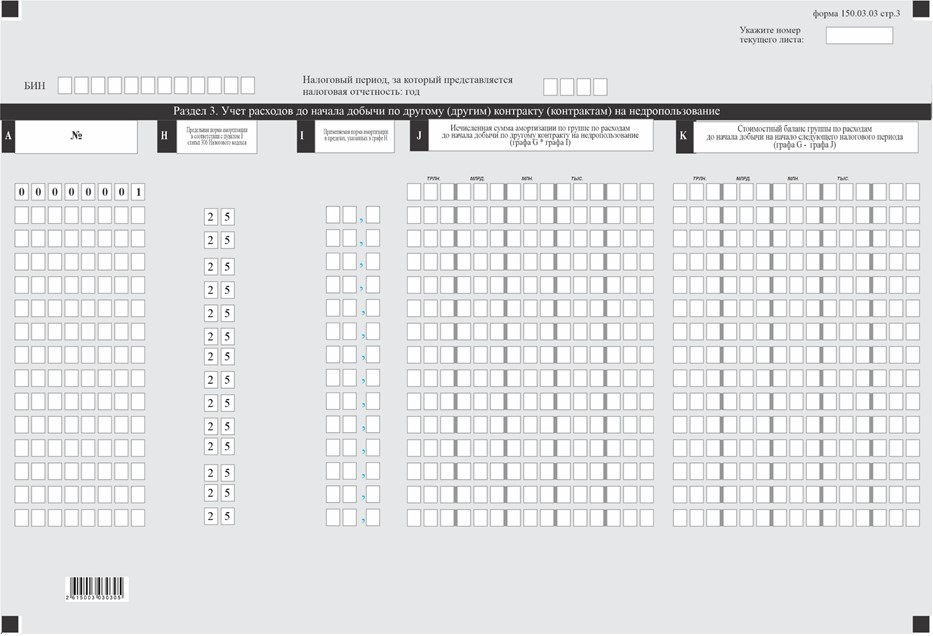 форма 150.03.03 стр.3
Укажите номер
текущего листа:
БИН
Налоговый период, за который представляется
налоговая отчетность: год
Раздел 3. Учет расходов до начала добычи по другому (другим) контракту (контрактам) на недропользование
A № H Предельная норма амортизации
в соответствии с пунктом 1
статьи 306 Налогового кодекса
I Применяемая норма амортизации
в пределах, указанных в графе H
J Исчисленная сумма амортизации по группе по расходам
до начала добычи по другому контракту на недропользование
(графа G * графа I)
K Стоимостный баланс группы по расходам
до начала добычи на начало следующего налогового периода
(графа G - графа J)
ТРЛН. МЛРД. МЛН. ТЫС. ТРЛН. МЛРД. МЛН. ТЫС.
0 0 0 0 0 0 0 1
2 5 ,
2 5 ,
2 5 ,
2 5 ,
2 5 ,
2 5 ,
2 5 ,
2 5 ,
2 5 ,
2 5 ,
2 5 ,
2 5 ,
2 5 ,
2 5 ,
2 615003 030305